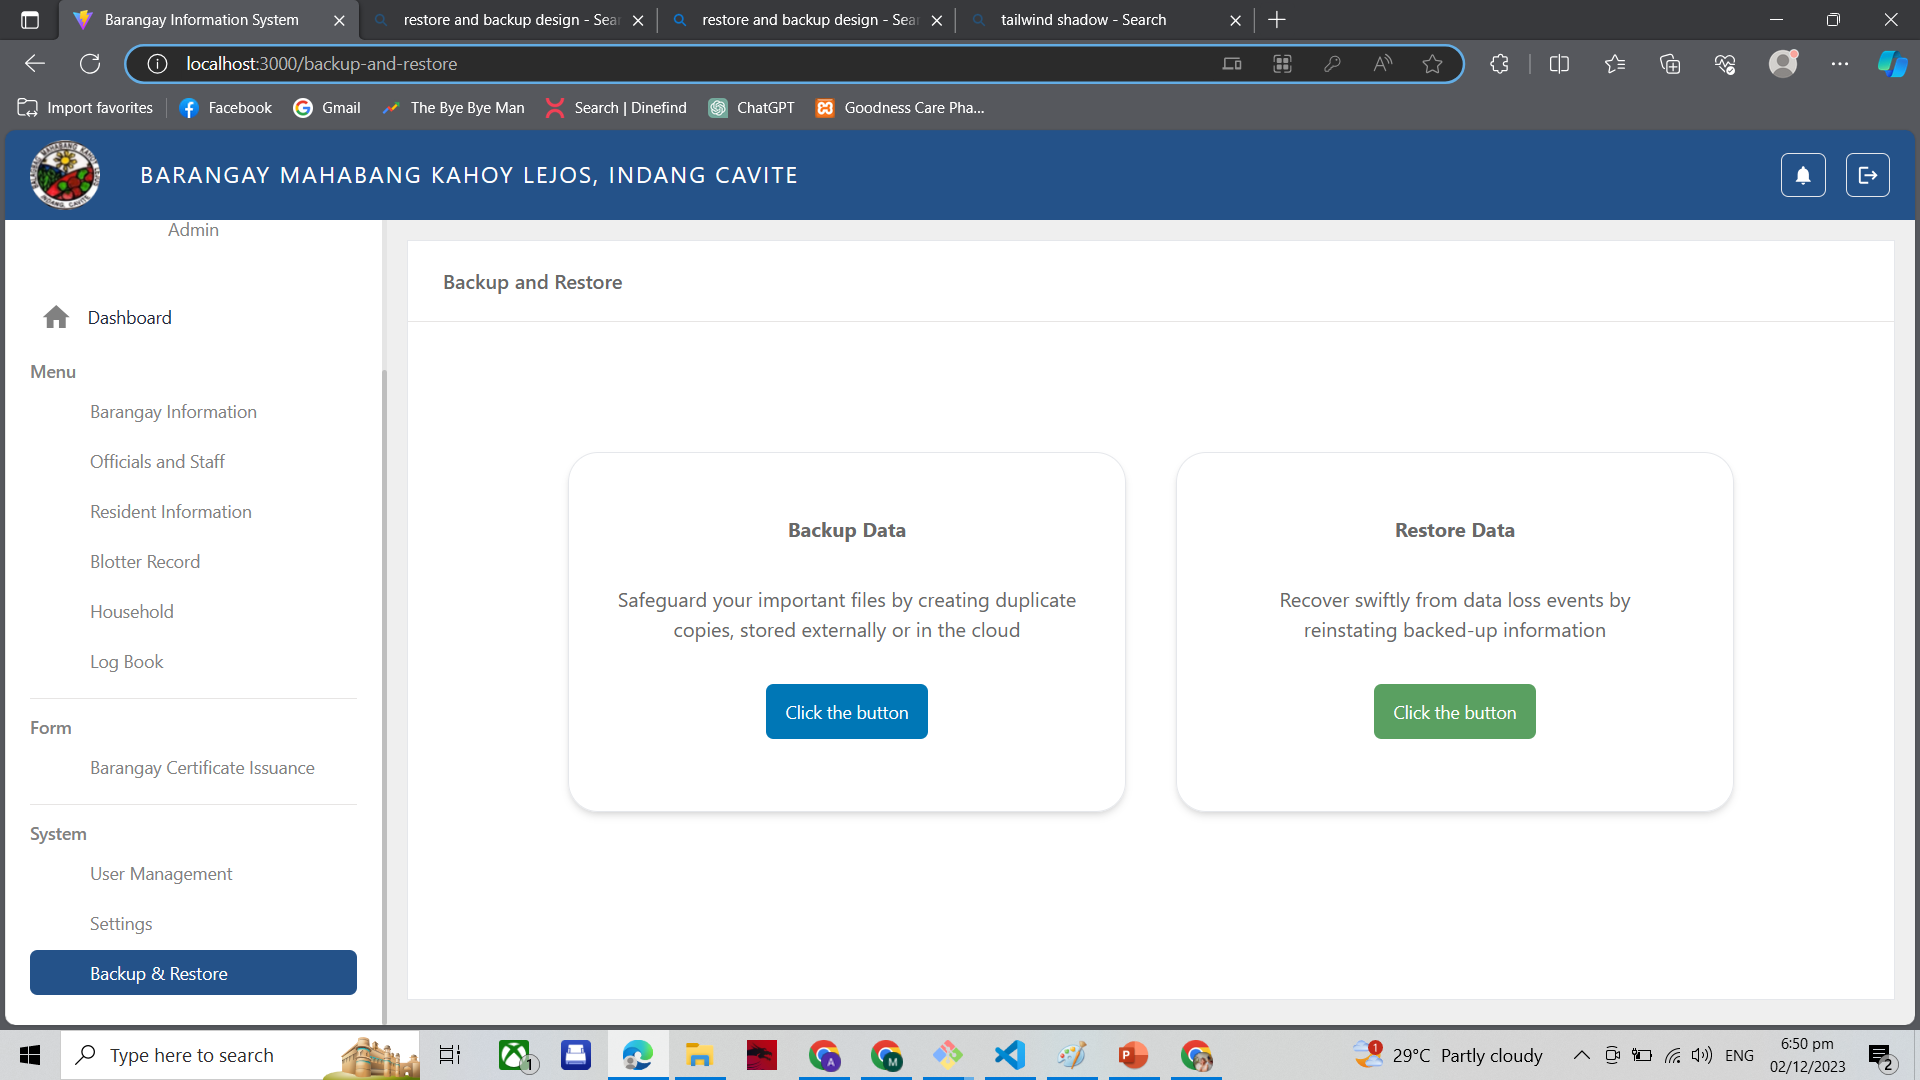 Barangay Information System
restore and backup design - Sea
restore and backup design - Sea
tailwind shadow - Search
localhost:3000/backup-and-restore
Import favorites
Facebook
Gmail
The Bye Bye Man
Search | Dinefind
ChatGPT
Goodness Care Pha...
BARANGAY MAHABANG KAHOY LEJOS, INDANG CAVITE
Admin
Dashboard
Menu
Barangay Information
Officials and Staff
Resident Information
Blotter Record
Household
Log Book
Form
Barangay Certificate Issuance
System
User Management
Settings
Backup & Restore
Backup and Restore
Backup Data
Safeguard your important files by creating duplicate
copies, stored externally or in the cloud
Click the button
Restore Data
Recover swiftly from data loss events by
reinstating backed-up information
Click the button
Type here to search
1
A
M
P
1
29°C Partly cloudy
ENG
6:50 pm
02/12/2023
2